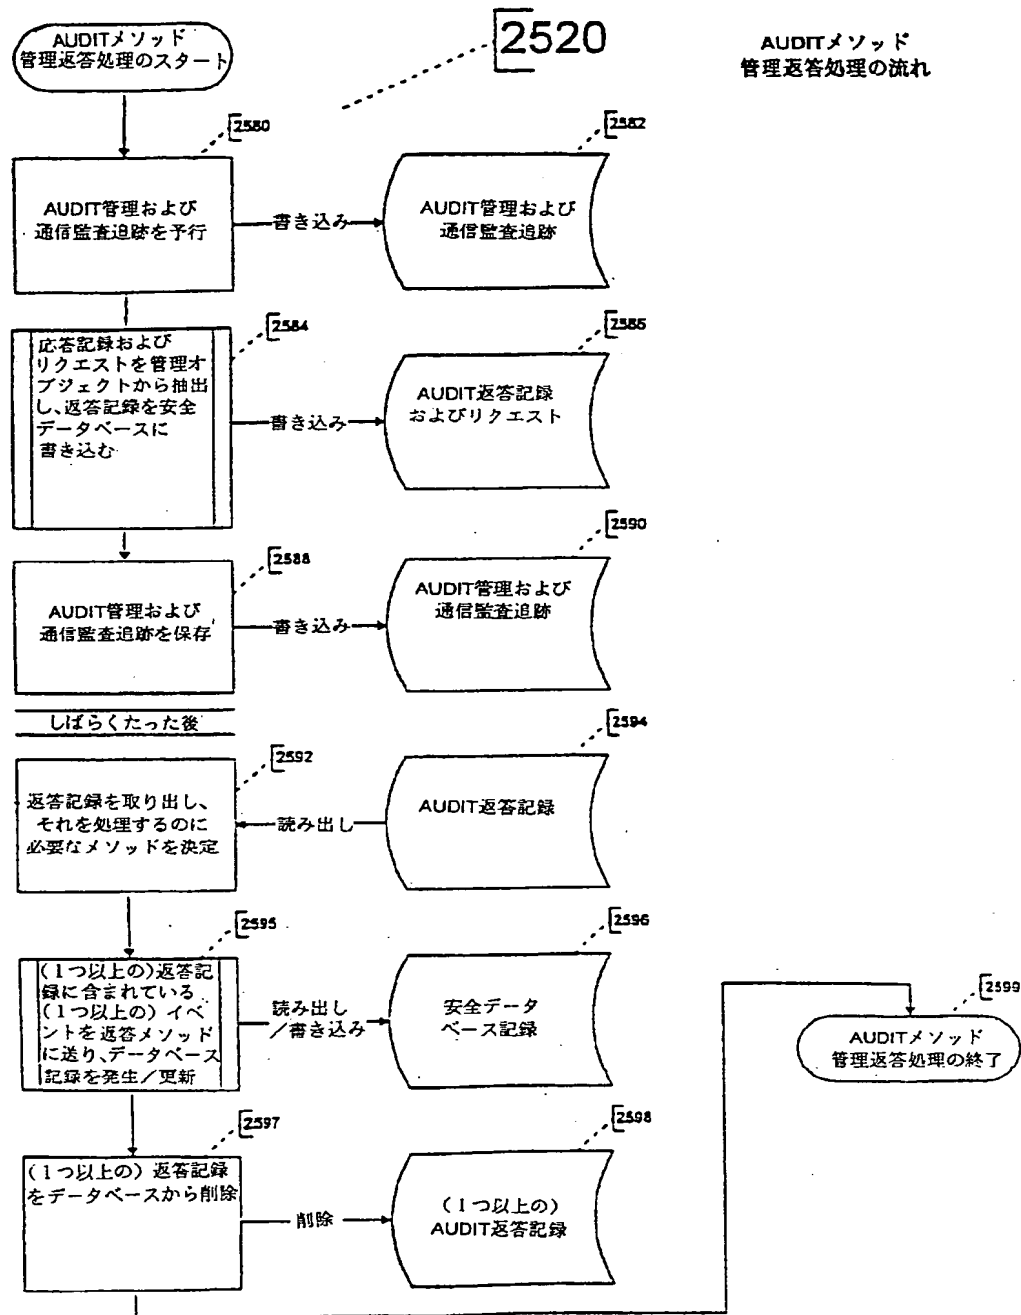 AUDITメソッド
管理返答処理のスタート
2520
AUDITメソッド
管理返答処理の流れ
2580
AUDIT管理および
通信監査追跡を予行
書き込み
2582
AUDIT管理および
通信監査追跡
2584
応答記録および
リクエストを管理オ
ブジェクトから抽出
し、返答記録を安全
データベースに
書き込む
書き込み
2586
AUDIT返答記録
およびリクエスト
2588
AUDIT管理および
通信監査追跡を保存
書き込み
2590
AUDIT管理および
通信監査追跡
しばらくたった後
2592
返答記録を取り出し、
それを処理するのに
必要なメソッドを決定
読み出し
2594
AUDIT返答記録
2595
(1つ以上の)返答記
録に含まれている
(1つ以上の)イベ
ントを返答メソッド
に送り、データベース
記録を発生/更新
読み出し
/書き込み
2596
安全データ
ベース記録
2597
(1つ以上の)返答記録
をデータベースから削除
削除
2598
(1つ以上の)
AUDIT返答記録
2599
AUDITメソッド
管理返答処理の終了